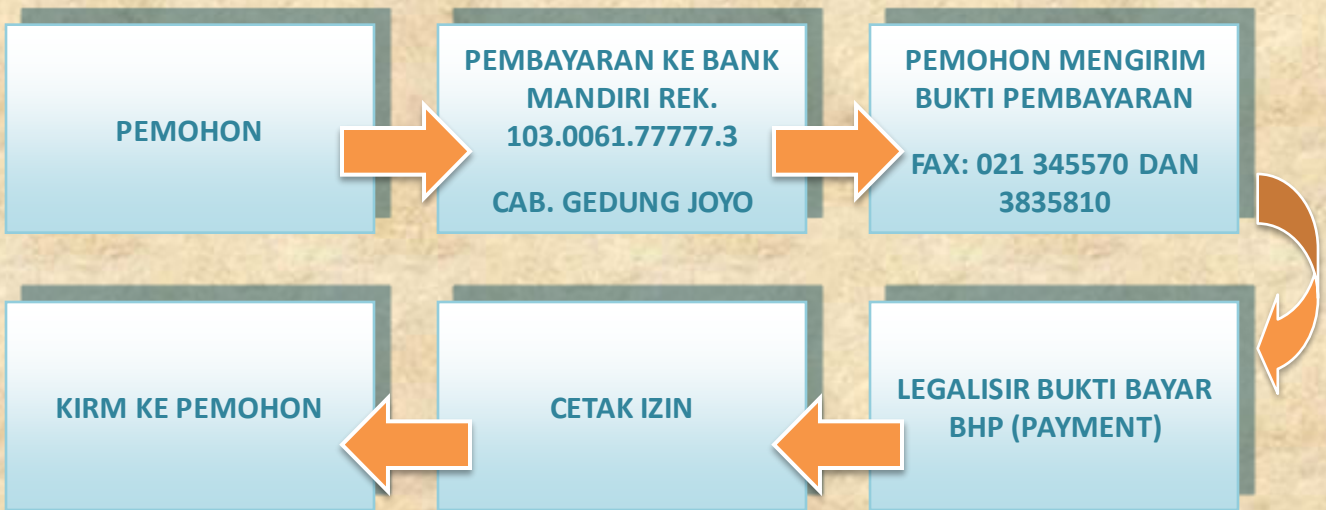 PEMOHON
PEMBAYARAN KE BANK
MANDIRI REK.
103.0061.77777.3
CAB. GEDUNG JOYO
PEMOHON MENGIRIM
BUKTI PEMBAYARAN
FAX: 021 345570 DAN
3835810
LEGALISIR BUKTI BAYAR
BHP (PAYMENT)
CETAK IZIN
KIRM KE PEMOHON